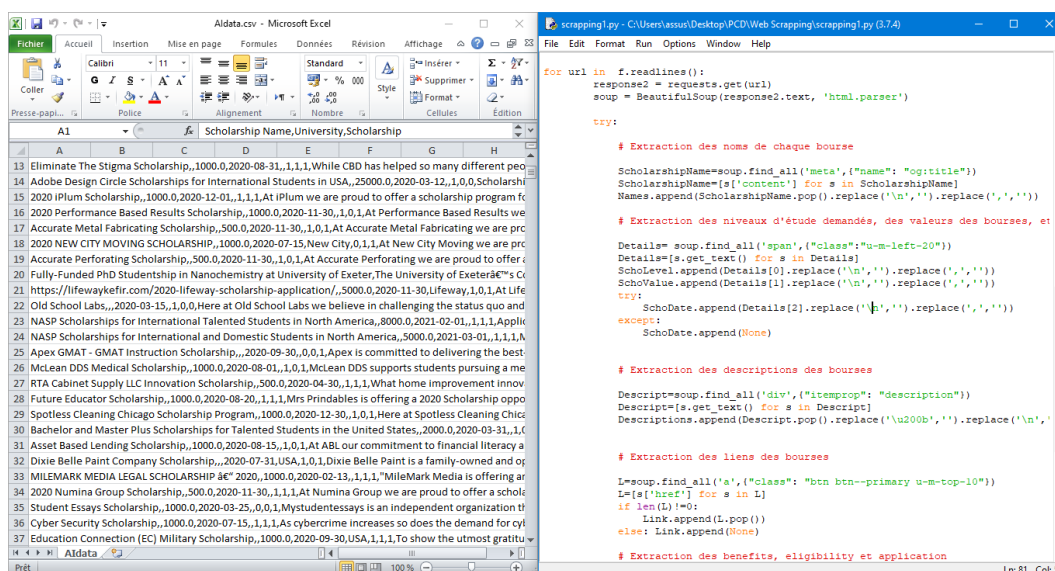 AIdata.csv - Microsoft Excel
Fichier Accueil Insertion Mise en page Formules Données Révision Affichage
Coller
Calibri 11
G I S
Standard
% 000
Style
Insérer
Supprimer
Format
Presse-papi... Police Alignement Nombre Cellules Édition
A1 fx Scholarship Name,University,Scholarship
A B C D E F G H
13 Eliminate The Stigma Scholarship,,1000.0,2020-08-31,,1,1,1,While CBD has helped so many different peo
14 Adobe Design Circle Scholarships for International Students in USA,,25000.0,2020-03-12,,1,0,0,Scholarshi
15 2020 iPlum Scholarship,,1000.0,2020-12-01,,1,1,1,At iPlum we are proud to offer a scholarship program fo
16 2020 Performance Based Results Scholarship,,1000.0,2020-11-30,,1,0,1,At Performance Based Results we
17 Accurate Metal Fabricating Scholarship,,500.0,2020-11-30,,1,0,1,At Accurate Metal Fabricating we are pro
18 2020 NEW CITY MOVING SCHOLARSHIP,,1000.0,2020-07-15,New City,0,1,1,At New City Moving we are pro
19 Accurate Perforating Scholarship,,500.0,2020-11-30,,1,0,1,At Accurate Perforating we are proud to offer a
20 Fully-Funded PhD Studentship in Nanochemistry at University of Exeter,The University of Exeterâ€™s Co
21 https://lifewaykefir.com/2020-lifeway-scholarship-application/,,5000.0,2020-11-30,Lifeway,1,0,1,At Life
22 Old School Labs,,,2020-03-15,,1,0,0,Here at Old School Labs we believe in challenging the status quo and
23 NASP Scholarships for International Talented Students in North America,,8000.0,2021-02-01,,1,1,1,Applic
24 NASP Scholarships for International and Domestic Students in North America,,5000.0,2021-03-01,,1,1,1,M
25 Apex GMAT - GMAT Instruction Scholarship,,,2020-09-30,,0,0,1,Apex is committed to delivering the best
26 McLean DDS Medical Scholarship,,1000.0,2020-08-01,,1,0,1,McLean DDS supports students pursuing a me
27 RTA Cabinet Supply LLC Innovation Scholarship,,500.0,2020-04-30,,1,1,1,What home improvement innov
28 Future Educator Scholarship,,1000.0,2020-08-20,,1,1,1,Mrs Prindables is offering a 2020 Scholarship oppo
29 Spotless Cleaning Chicago Scholarship Program,,1000.0,2020-12-30,,1,0,1,Here at Spotless Cleaning Chica
30 Bachelor and Master Plus Scholarships for Talented Students in the United States,,2000.0,2020-03-31,,1,0
31 Asset Based Lending Scholarship,,1000.0,2020-08-15,,1,0,1,At ABL our commitment to financial literacy a
32 Dixie Belle Paint Company Scholarship,,,2020-07-31,USA,1,0,1,Dixie Belle Paint is a family-owned and op
33 MILEMARK MEDIA LEGAL SCHOLARSHIP â€“ 2020,,1000.0,2020-02-13,,1,1,1,"MileMark Media is offering an
34 2020 Numina Group Scholarship,,500.0,2020-11-30,,1,1,1,At Numina Group we are proud to offer a schola
35 Student Essays Scholarship,,1000.0,2020-03-25,,0,0,1,Mystudentessays is an independent organization th
36 Cyber Security Scholarship,,1000.0,2020-07-15,,1,1,1,As cybercrime increases so does the demand for cyb
37 Education Connection (EC) Military Scholarship,,1000.0,2020-09-30,USA,1,1,1,To show the utmost gratitu
AIdata
Prêt 100 %
scrapping1.py - C:\Users\assus\Desktop\PCD\Web Scrapping\scrapping1.py (3.7.4)
File Edit Format Run Options Window Help
for url in f.readlines():
response2 = requests.get(url)
soup = BeautifulSoup(response2.text, 'html.parser')
try:
# Extraction des noms de chaque bourse
ScholarshipName=soup.find_all('meta',{"name": "og:title"})
ScholarshipName=[s['content'] for s in ScholarshipName]
Names.append(ScholarshipName.pop().replace('\n','').replace(',',''))
# Extraction des niveaux d'étude demandés, des valeurs des bourses, et
Details= soup.find_all('span',{"class":"u-m-left-20"})
Details=[s.get_text() for s in Details]
SchoLevel.append(Details[0].replace('\n','').replace(',',''))
SchoValue.append(Details[1].replace('\n','').replace(',',''))
try:
SchoDate.append(Details[2].replace('\n','').replace(',',''))
except:
SchoDate.append(None)
# Extraction des descriptions des bourses
Descript=soup.find_all('div',{"itemprop": "description"})
Descript=[s.get_text() for s in Descript]
Descriptions.append(Descript.pop().replace('\u200b','').replace('\n','
# Extraction des liens des bourses
L=soup.find_all('a',{"class": "btn btn--primary u-m-top-10"})
L=[s['href'] for s in L]
if len(L)!=0:
Link.append(L.pop())
else: Link.append(None)
# Extraction des benefits, eligibility et application
Ln: 81 Col: